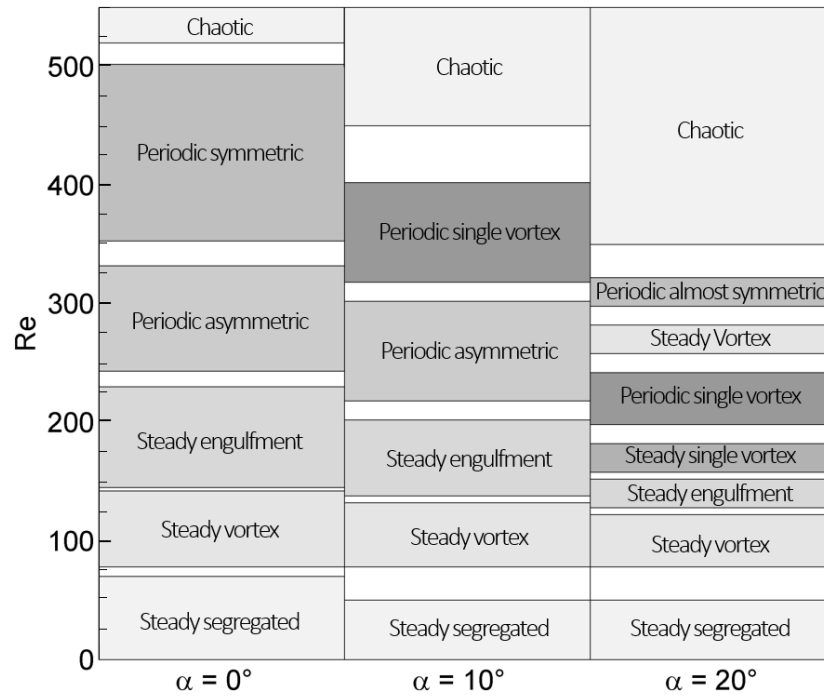 Re
500
400
300
200
100
0
Chaotic
Periodic symmetric
Periodic asymmetric
Steady engulfment
Steady vortex
Steady segregated
α = 0°
Chaotic
Periodic single vortex
Periodic asymmetric
Steady engulfment
Steady vortex
Steady segregated
α = 10°
Chaotic
Periodic almost symmetric
Steady Vortex
Periodic single vortex
Steady single vortex
Steady engulfment
Steady vortex
Steady segregated
α = 20°